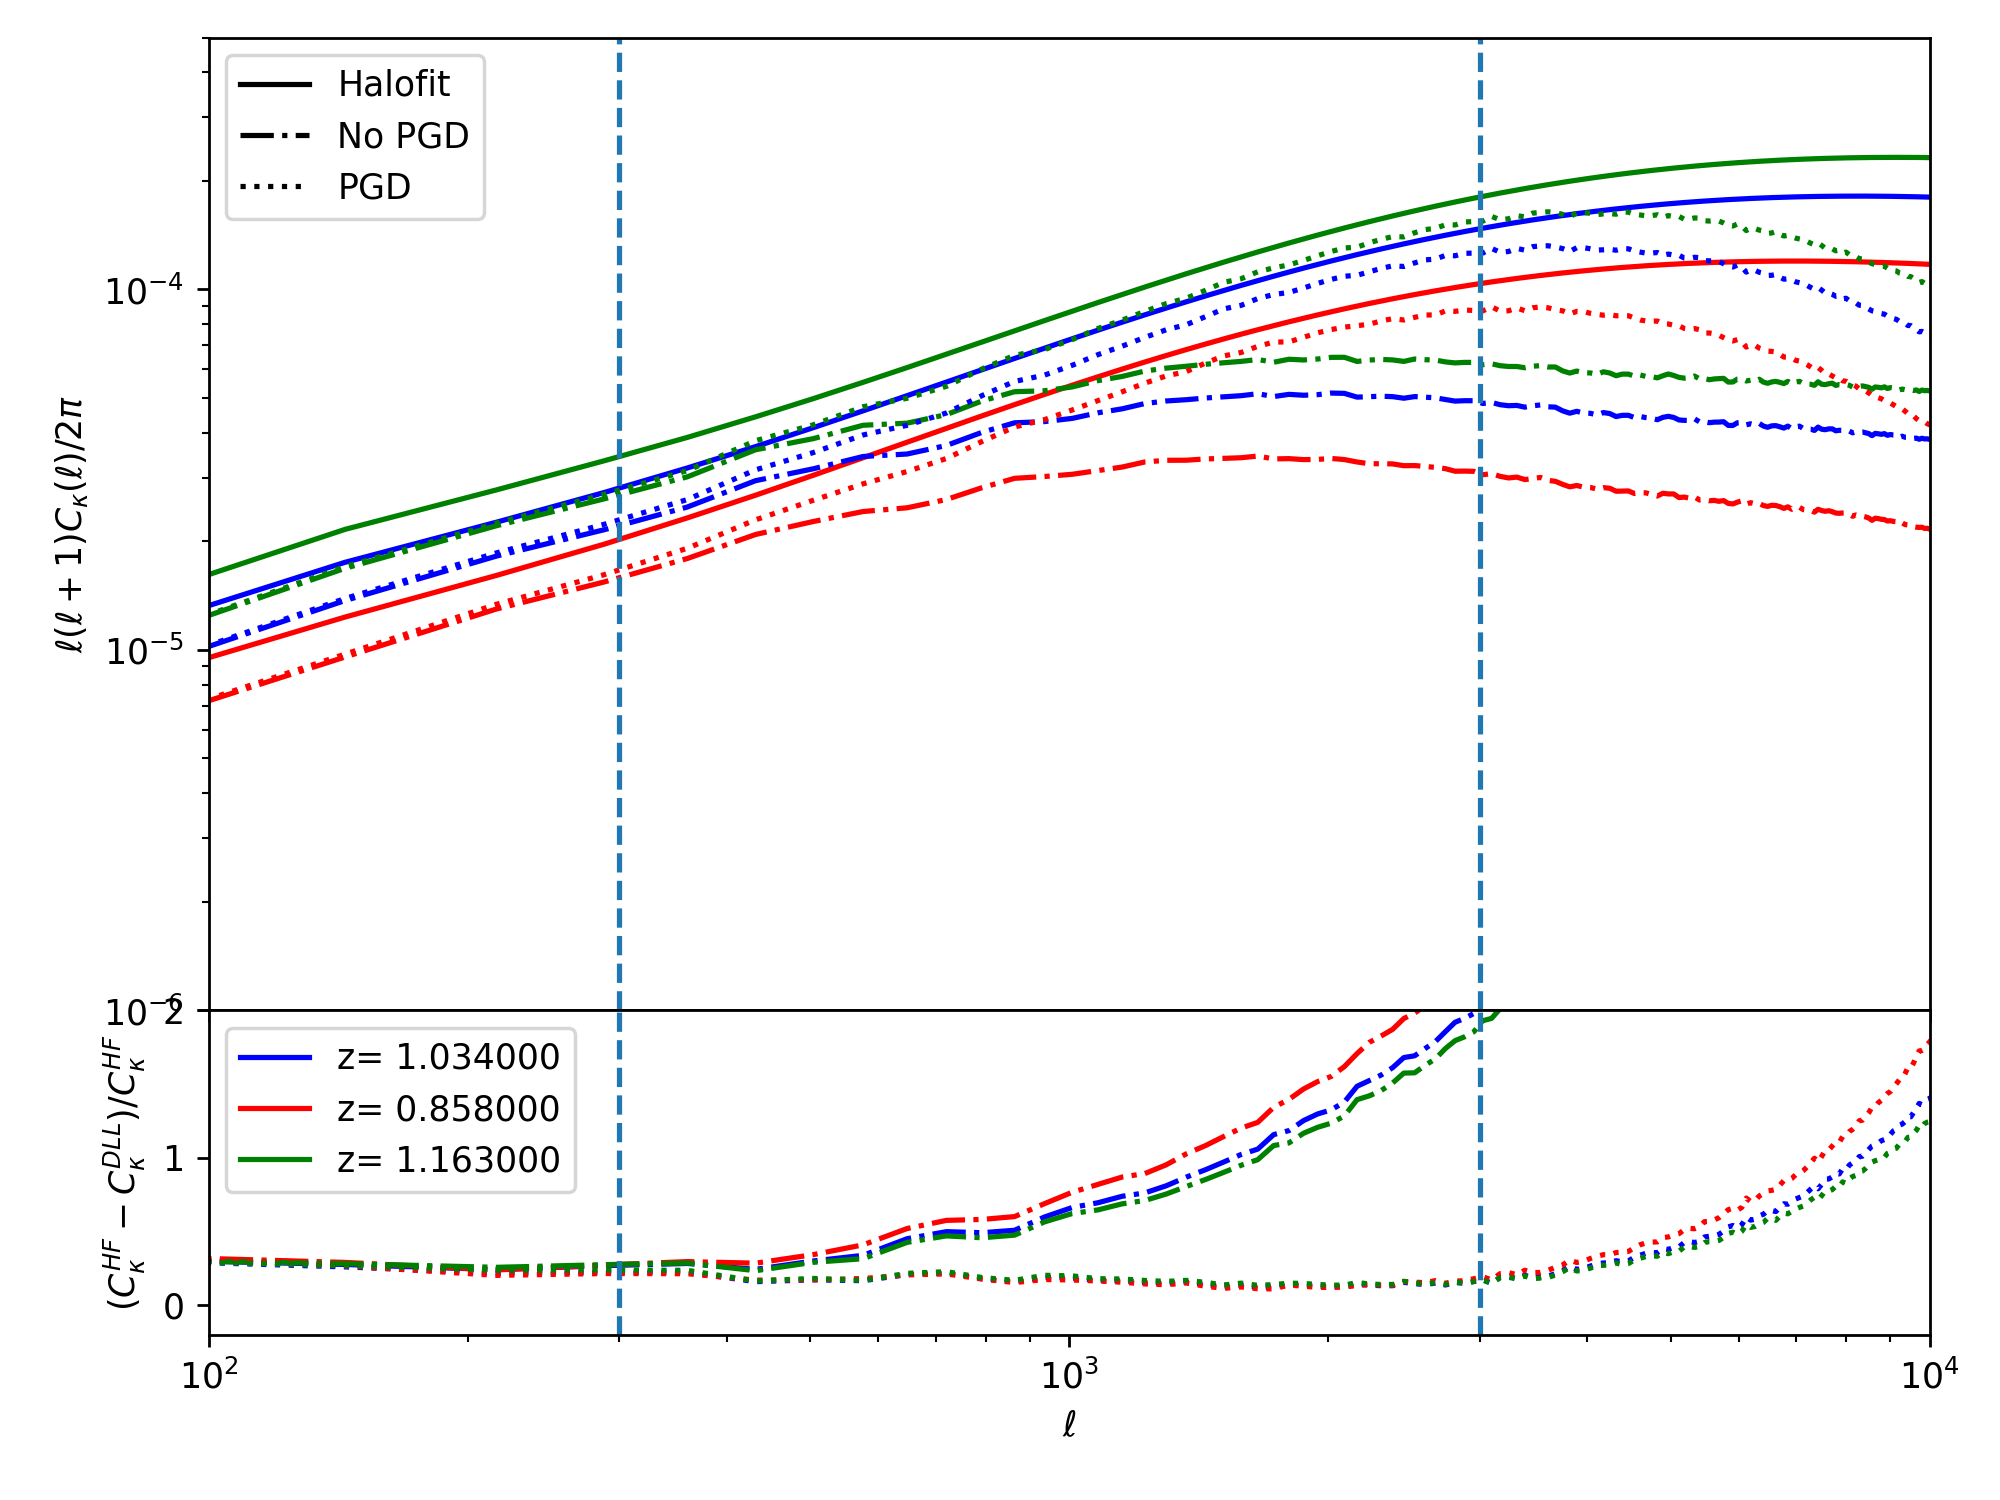 Halofit
No PGD
PGD
ℓ(ℓ + 1)C_κ(ℓ)/2π
10^{-4}
10^{-5}
10^{-6}
2
z= 1.034000
z= 0.858000
z= 1.163000
(C_κ^{HF} − C_κ^{DLL})/C_κ^{HF}
1
0
10^2
10^3
10^4
ℓ